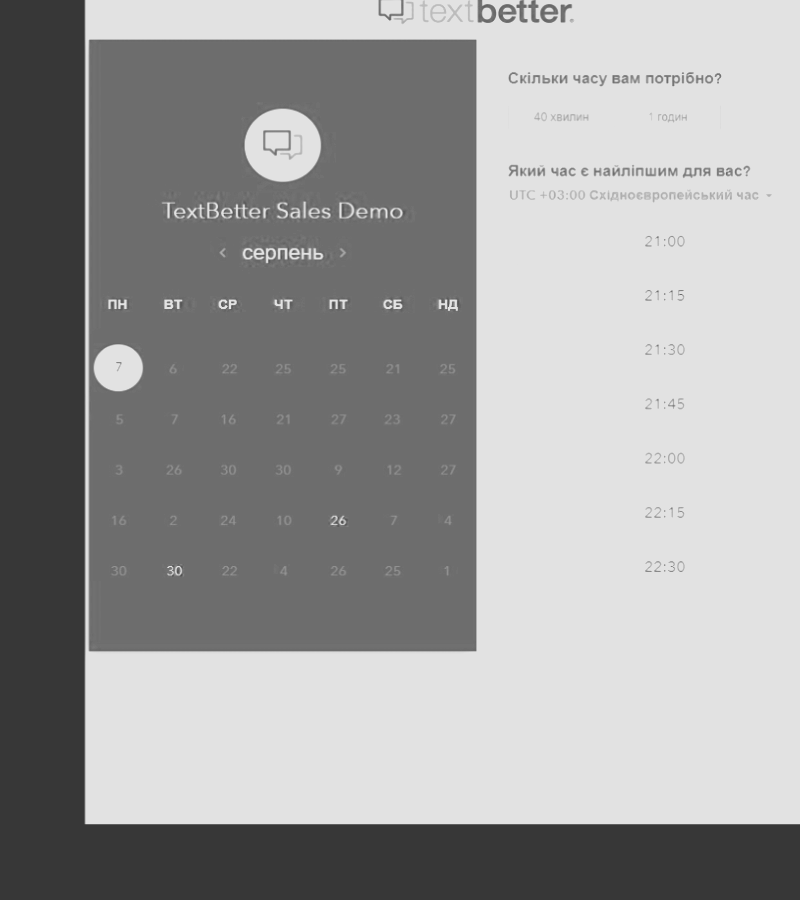 textbetter.
TextBetter Sales Demo
‹ серпень ›
ПН ВТ СР ЧТ ПТ СБ НД
7 6 22 25 25 21 25
5 7 16 21 27 23 27
3 26 30 30 9 12 27
16 2 24 10 26 7 4
30 30 22 4 26 25 1
Скільки часу вам потрібно?
40 хвилин 1 годин
Який час є найліпшим для вас?
UTC +03:00 Східноєвропейський час
21:00
21:15
21:30
21:45
22:00
22:15
22:30